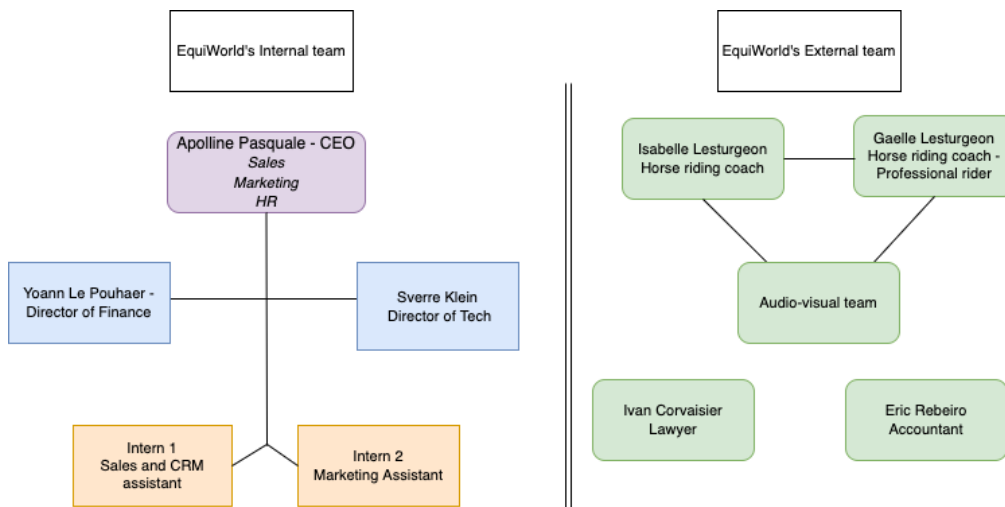 EquiWorld's Internal team
Apolline Pasquale - CEO
Sales
Marketing
HR
Yoann Le Pouhaer -
Director of Finance
Sverre Klein
Director of Tech
Intern 1
Sales and CRM
assistant
Intern 2
Marketing Assistant
EquiWorld's External team
Isabelle Lesturgeon
Horse riding coach
Gaelle Lesturgeon
Horse riding coach -
Professional rider
Audio-visual team
Ivan Corvaisier
Lawyer
Eric Rebeiro
Accountant